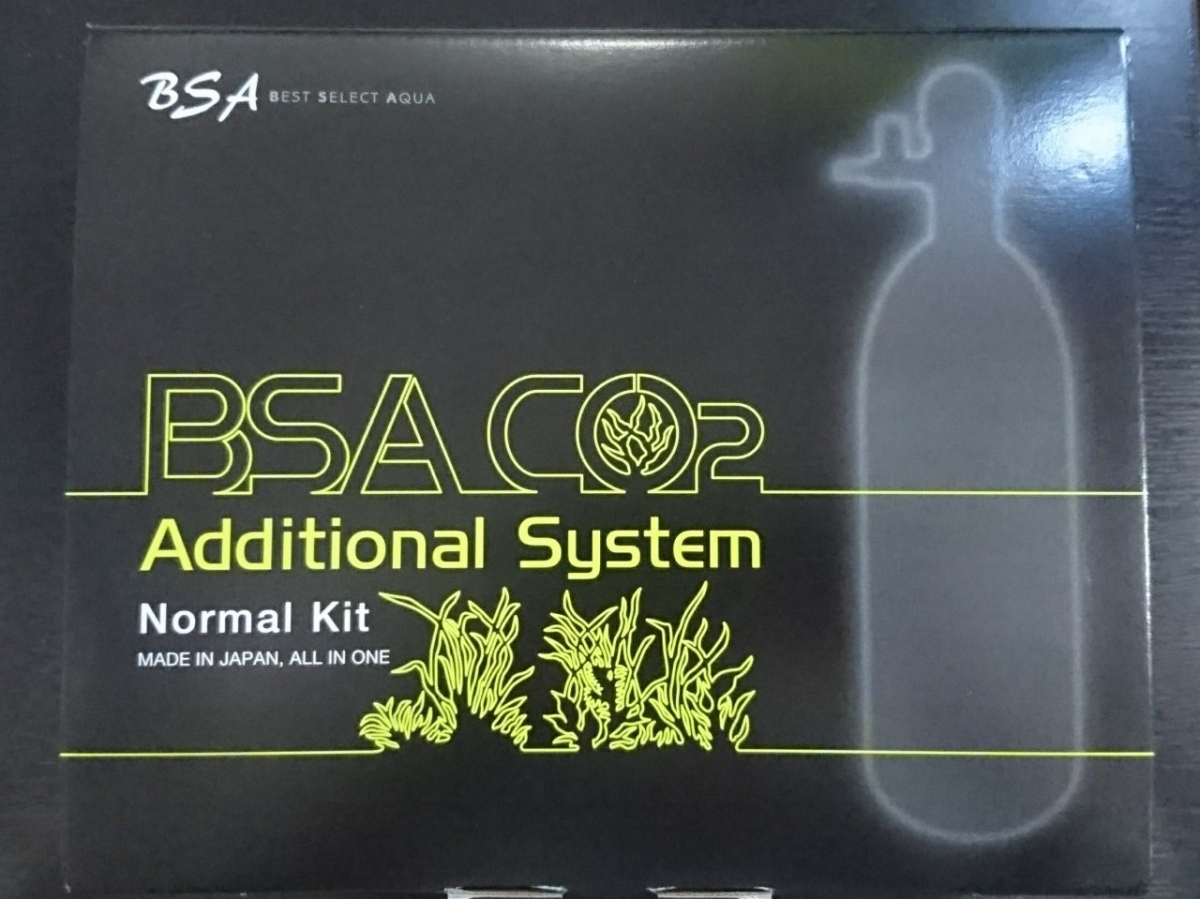 BSA BEST SELECT AQUA
BSA CO2
Additional System
Normal Kit
MADE IN JAPAN, ALL IN ONE